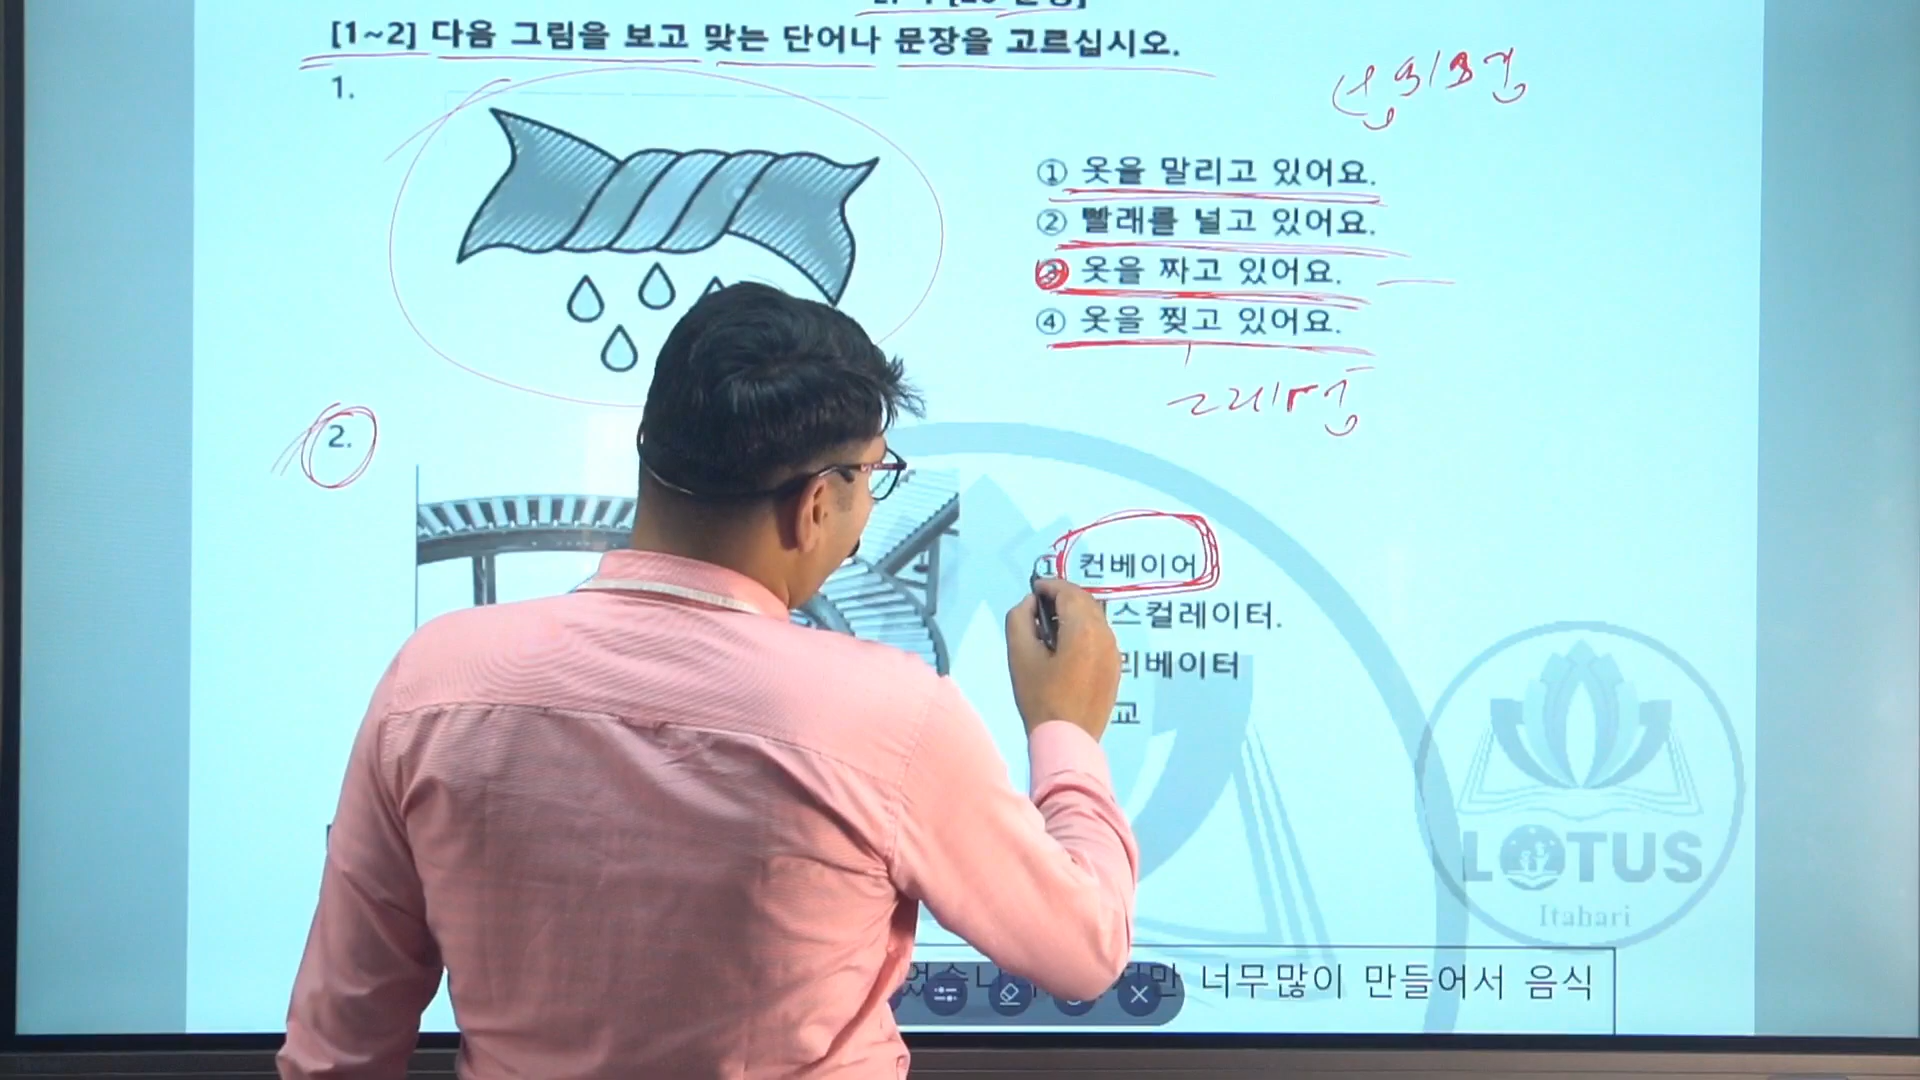 [1~2] 다음 그림을 보고 맞는 단어나 문장을 고르십시오.
1.
① 옷을 말리고 있어요.
② 빨래를 널고 있어요.
③ 옷을 짜고 있어요.
④ 옷을 찢고 있어요.
2.
① 컨베이어
스컬레이터.
리베이터
교
LOTUS
Itahari
너무많이 만들어서 음식